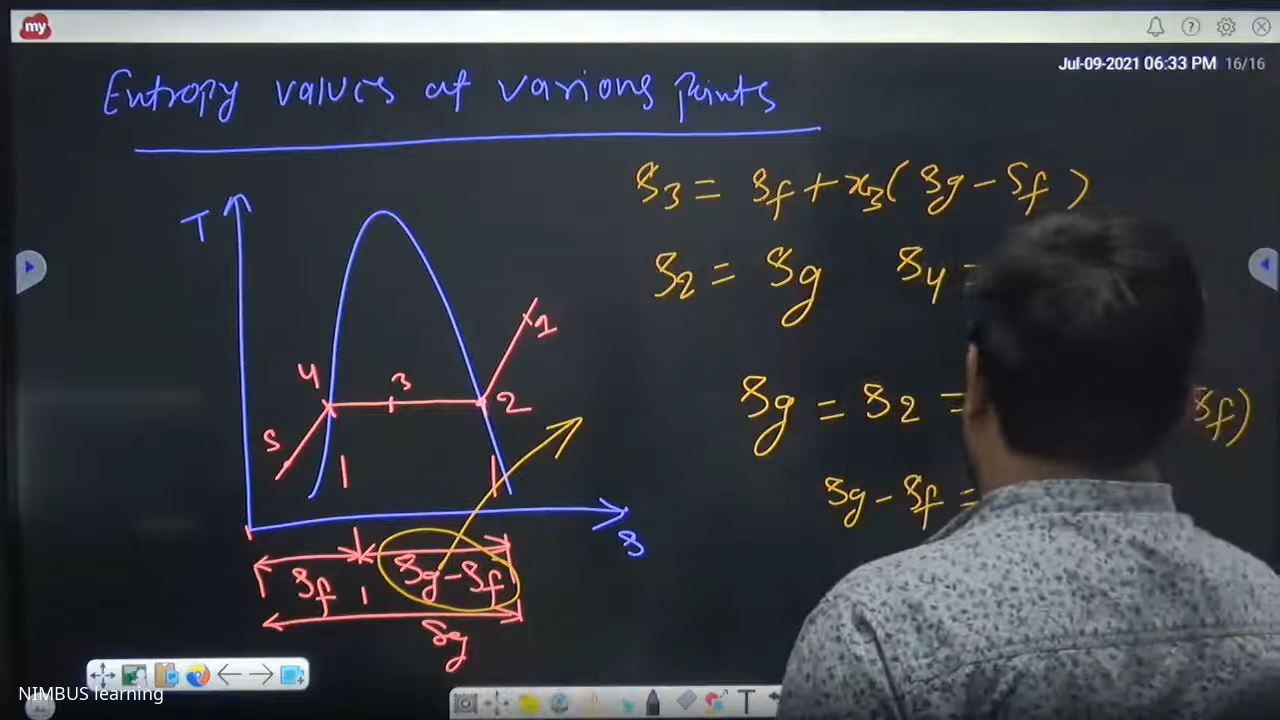 my
Jul-09-2021 06:33 PM 16/16
Entropy values at various points
T
S3 = Sf + x3 ( Sg - Sf )
S2 = Sg S4 =
1
4 3 2
5
Sg = S2 = Sf)
Sg - Sf =
S
Sf Sg - Sf
Sg
T
NIMBUS learning